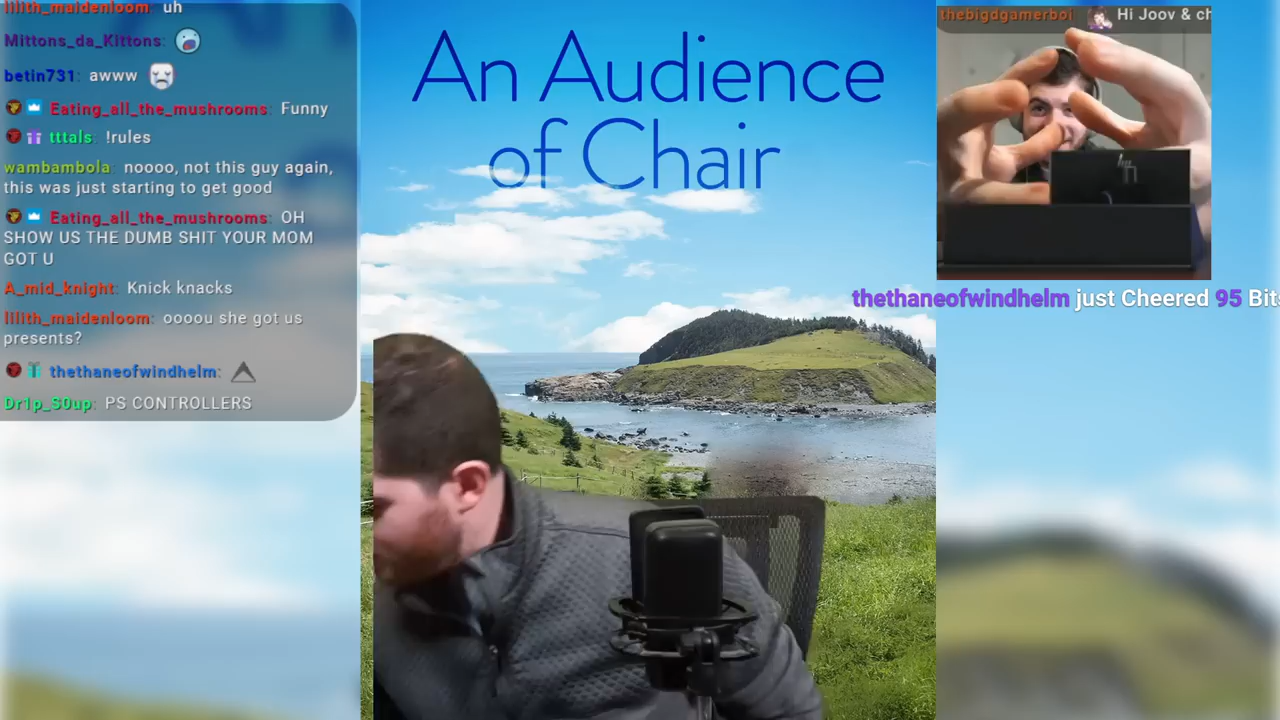 lilith_maidenloom: uh
Mittons_da_Kittons:
betin731: awww
Eating_all_the_mushrooms: Funny
tttals: !rules
wambambola: noooo, not this guy again,
this was just starting to get good
Eating_all_the_mushrooms: OH
SHOW US THE DUMB SHIT YOUR MOM
GOT U
A_mid_knight: Knick knacks
lilith_maidenloom: oooou she got us
presents?
thethaneofwindhelm:
Dr1p_S0up: PS CONTROLLERS
An Audience
of Chair
thebigdgamerboi Hi Joov & ch
thethaneofwindhelm just Cheered 95 Bits